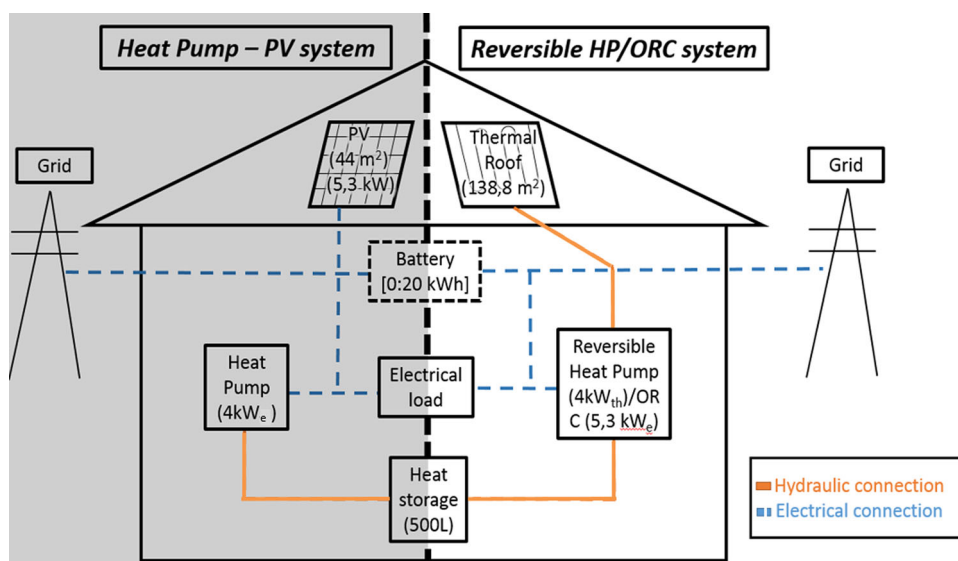 Heat Pump – PV system
Reversible HP/ORC system
Grid
PV
(44 m²)
(5,3 kW)
Thermal
Roof
(138,8 m²)
Grid
Battery
[0:20 kWh]
Heat
Pump
(4kWₑ )
Electrical
load
Reversible
Heat Pump
(4kWₜₕ)/OR
C (5,3 kWₑ)
Heat
storage
(500L)
Hydraulic connection
Electrical connection